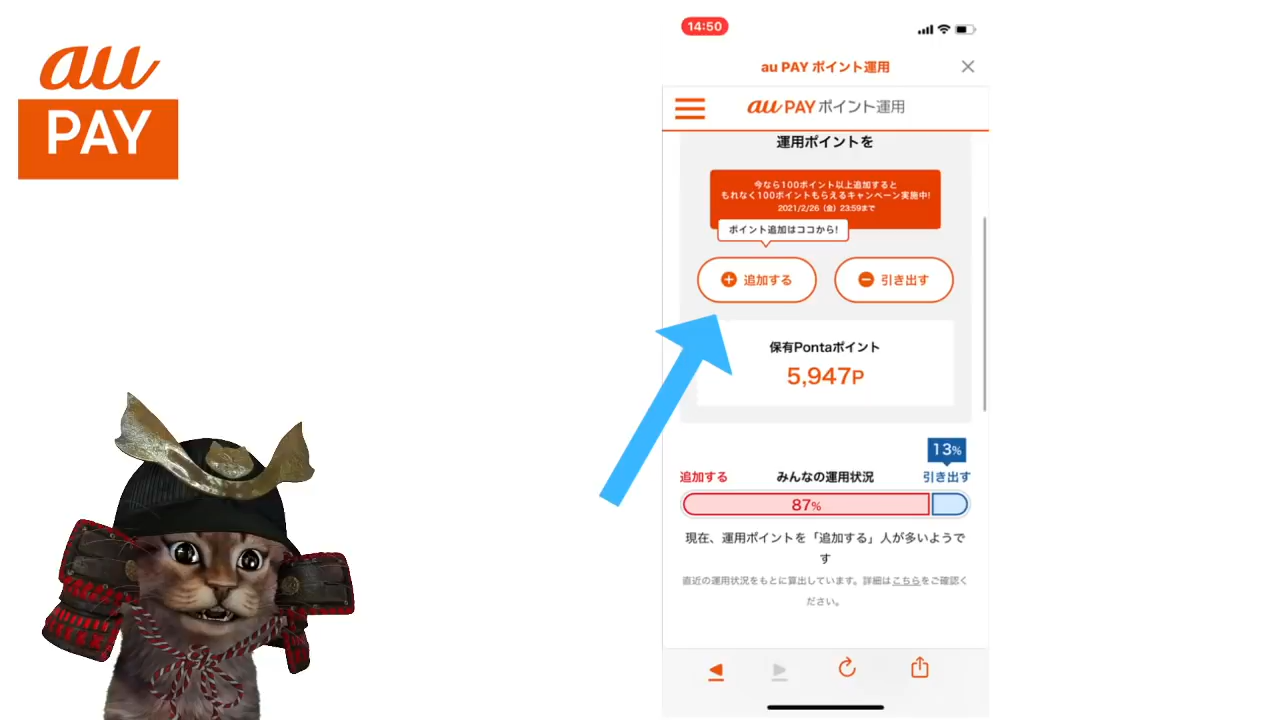 au
PAY
14:50
au PAY ポイント運用
au PAY ポイント運用
運用ポイントを
今なら100ポイント以上追加すると
もれなく100ポイントもらえるキャンペーン実施中!
2021/2/26（金）23:59まで
ポイント追加はココから!
追加する
引き出す
保有Pontaポイント
5,947P
13%
追加する
みんなの運用状況
引き出す
87%
現在、運用ポイントを「追加する」人が多いようで
す
直近の運用状況をもとに算出しています。詳細はこちらをご確認く
ださい。